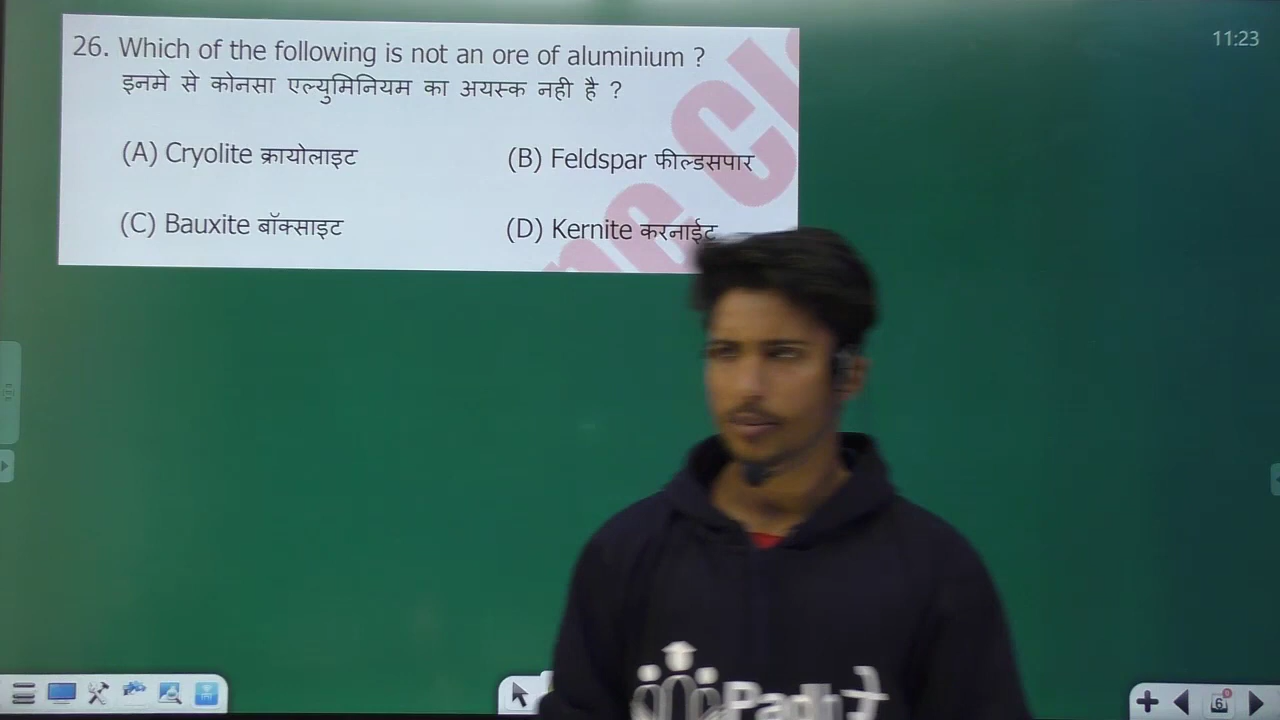 11:23
26. Which of the following is not an ore of aluminium ?
इनमे से कोनसा एल्युमिनियम का अयस्क नही है ?
(A) Cryolite क्रायोलाइट
(B) Feldspar फील्डसपार
(C) Bauxite बॉक्साइट
(D) Kernite करनाईट